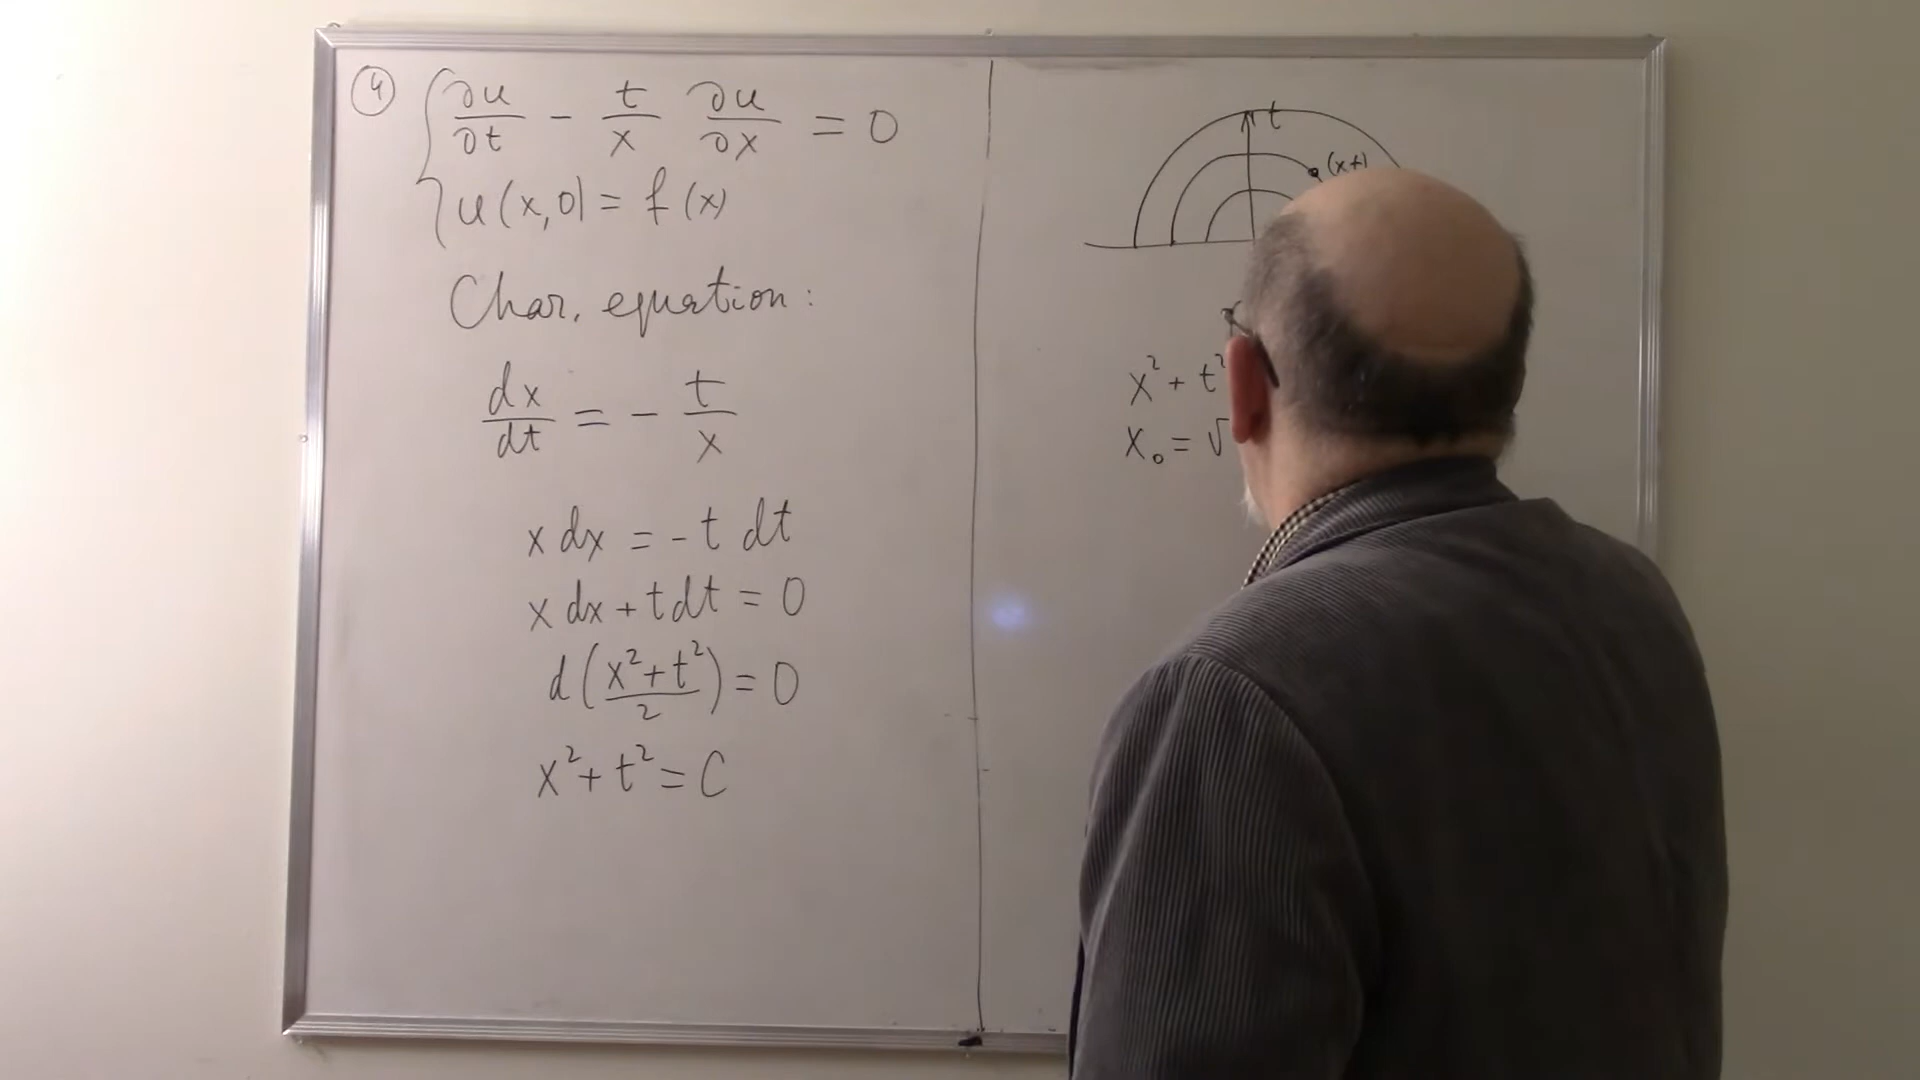 ④ { ∂u/∂t - t/x ∂u/∂x = 0
u(x,0) = f(x)
Char. equation:
dx/dt = - t/x
x dx = - t dt
x dx + t dt = 0
d((x² + t²)/2) = 0
x² + t² = C
t
(x t)
x² + t²
x₀ = √